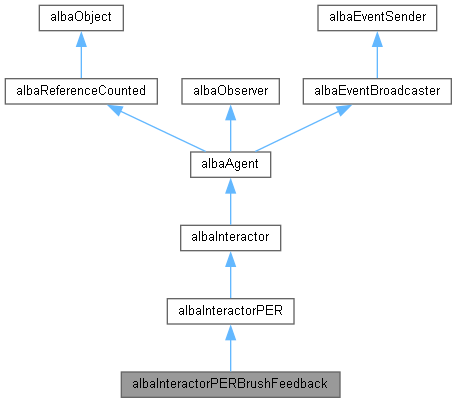 albaObject
albaEventSender
albaReferenceCounted
albaObserver
albaEventBroadcaster
albaAgent
albaInteractor
albaInteractorPER
albaInteractorPERBrushFeedback